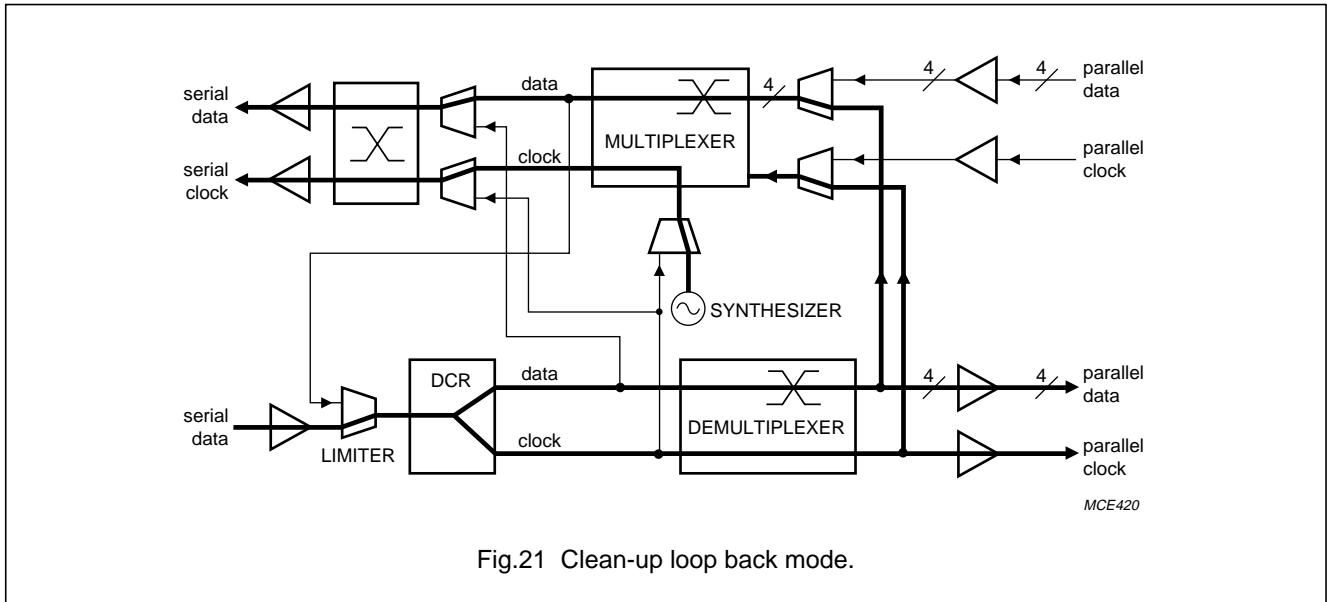 serial
data
data
4
4
4
parallel
data
MULTIPLEXER
serial
clock
clock
parallel
clock
SYNTHESIZER
DCR
data
4
4
parallel
data
serial
data
LIMITER
clock
DEMULTIPLEXER
parallel
clock
MCE420
Fig.21 Clean-up loop back mode.